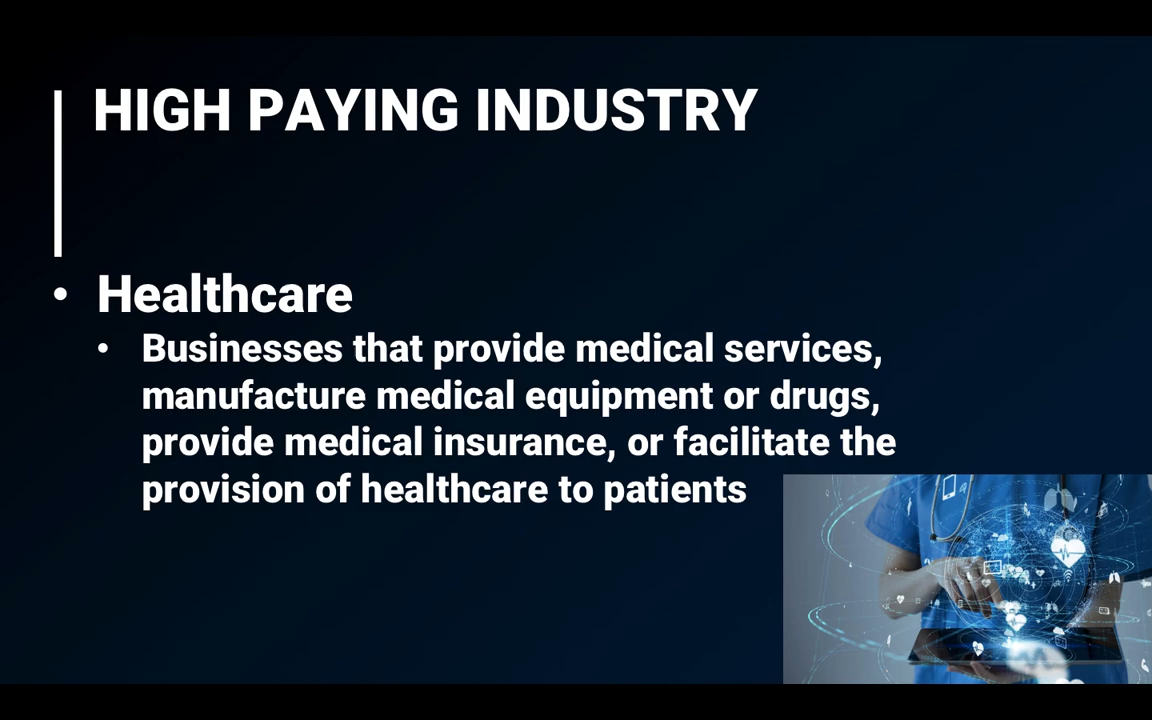 HIGH PAYING INDUSTRY
• Healthcare
• Businesses that provide medical services,
manufacture medical equipment or drugs,
provide medical insurance, or facilitate the
provision of healthcare to patients